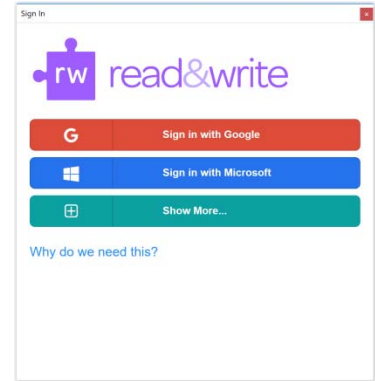 Sign In
rw read&write
G Sign in with Google
Sign in with Microsoft
Show More...
Why do we need this?